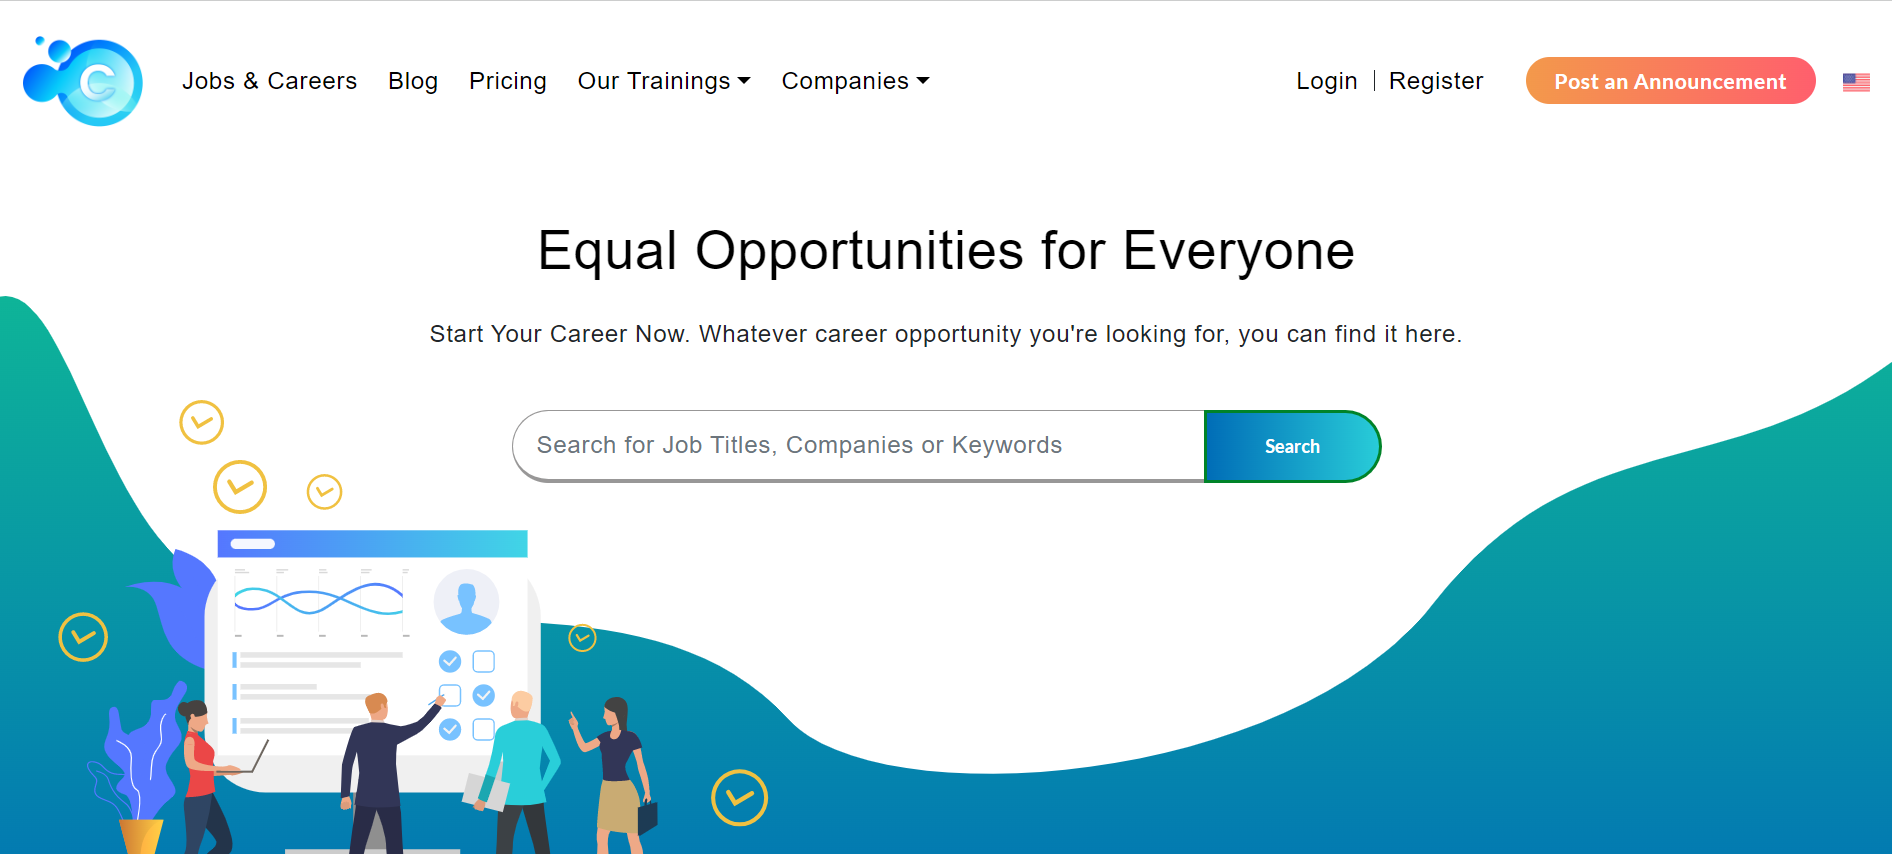 C
Jobs & Careers
Blog
Pricing
Our Trainings
Companies
Login
Register
Post an Announcement
Equal Opportunities for Everyone
Start Your Career Now. Whatever career opportunity you're looking for, you can find it here.
Search for Job Titles, Companies or Keywords
Search